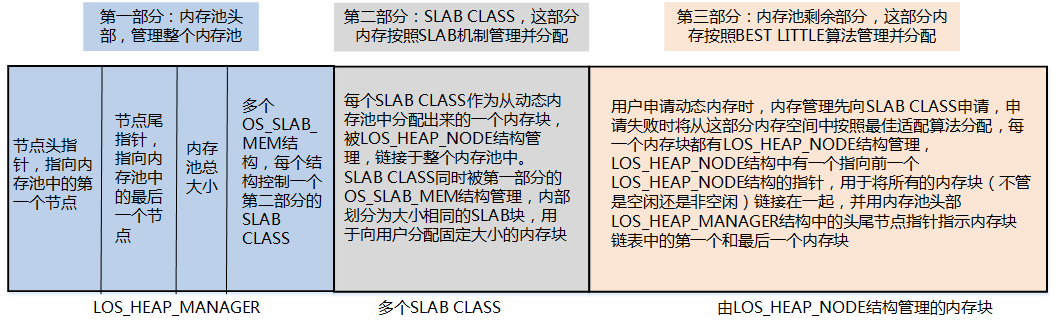 第一部分：内存池头
部，管理整个内存池
第二部分：SLAB CLASS，这部分
内存按照SLAB机制管理并分配
第三部分：内存池剩余部分，这部分内
存按照BEST LITTLE算法管理并分配
节点头指
针，指向内
存池中的第
一个节点
节点尾
指针，
指向内
存池中
的最后
一个节
点
内存
池总
大小
多个
OS_SLAB_
MEM结
构，每个结
构控制一个
第二部分的
SLAB
CLASS
每个SLAB CLASS作为从动态内
存池中分配出来的一个内存块，
被LOS_HEAP_NODE结构管
理，链接于整个内存池中。
SLAB CLASS同时被第一部分的
OS_SLAB_MEM结构管理，内部
划分为大小相同的SLAB块，用
于向用户分配固定大小的内存块
用户申请动态内存时，内存管理先向SLAB CLASS申请，申
请失败时将从这部分内存空间中按照最佳适配算法分配，每
一个内存块都有LOS_HEAP_NODE结构管理，
LOS_HEAP_NODE结构中有一个指向前一个
LOS_HEAP_NODE结构的指针，用于将所有的内存块（不管
是空闲还是非空闲）链接在一起，并用内存池头部
LOS_HEAP_MANAGER结构中的头尾节点指针指示内存块
链表中的第一个和最后一个内存块
LOS_HEAP_MANAGER
多个SLAB CLASS
由LOS_HEAP_NODE结构管理的内存块